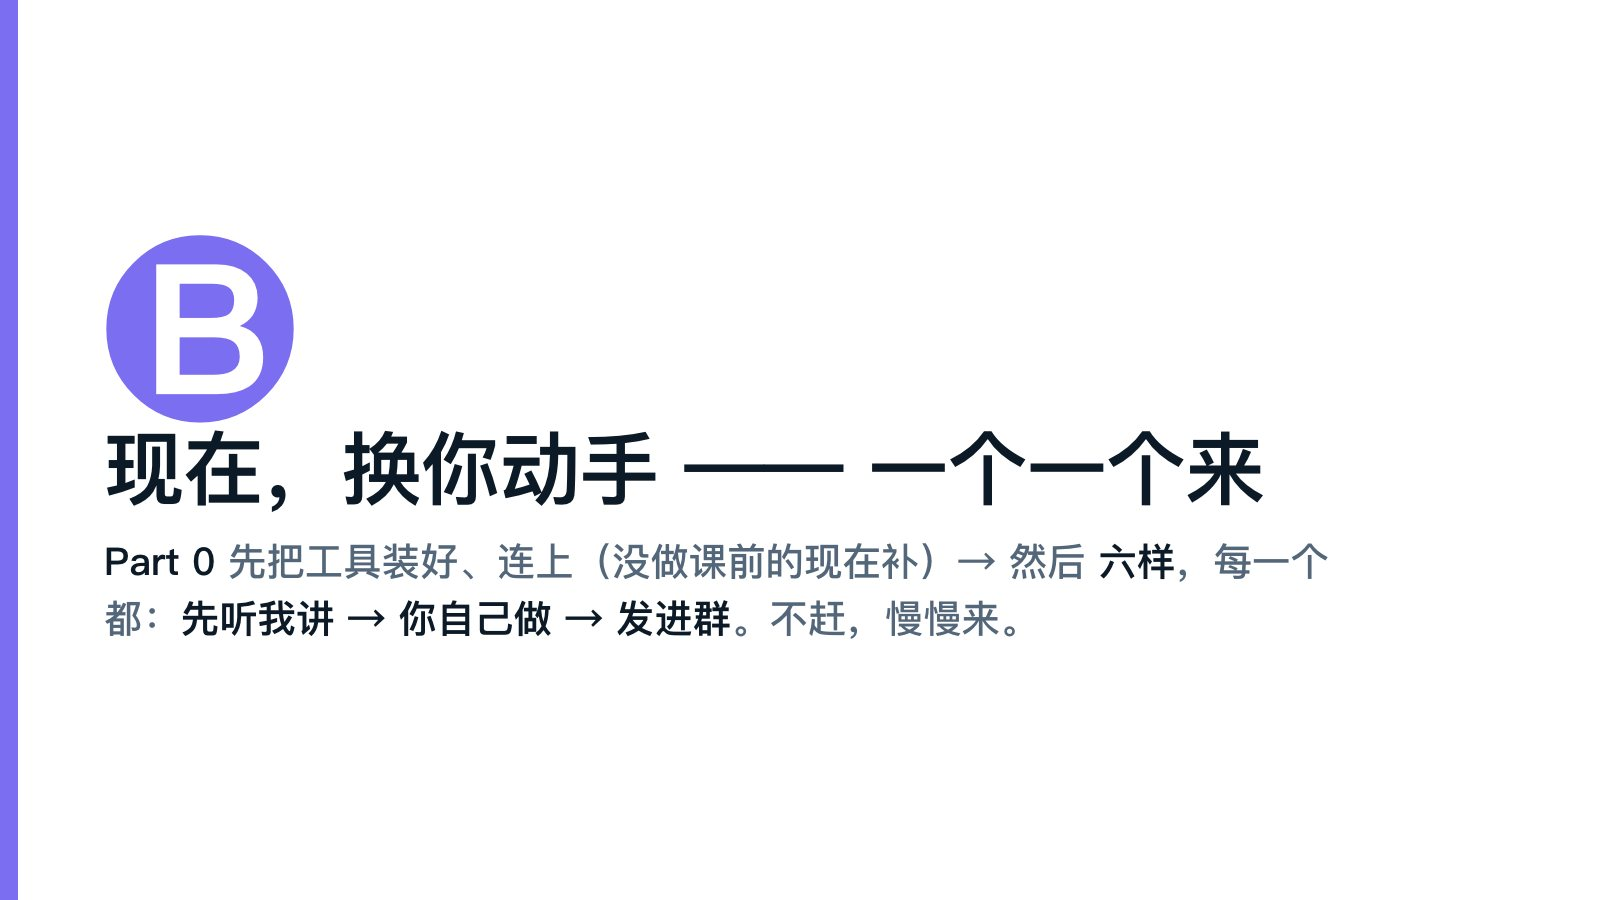 B
现在，换你动手 —— 一个一个来
Part 0 先把工具装好、连上（没做课前的现在补）→ 然后 六样，每一个
都：先听我讲 → 你自己做 → 发进群。不赶，慢慢来。